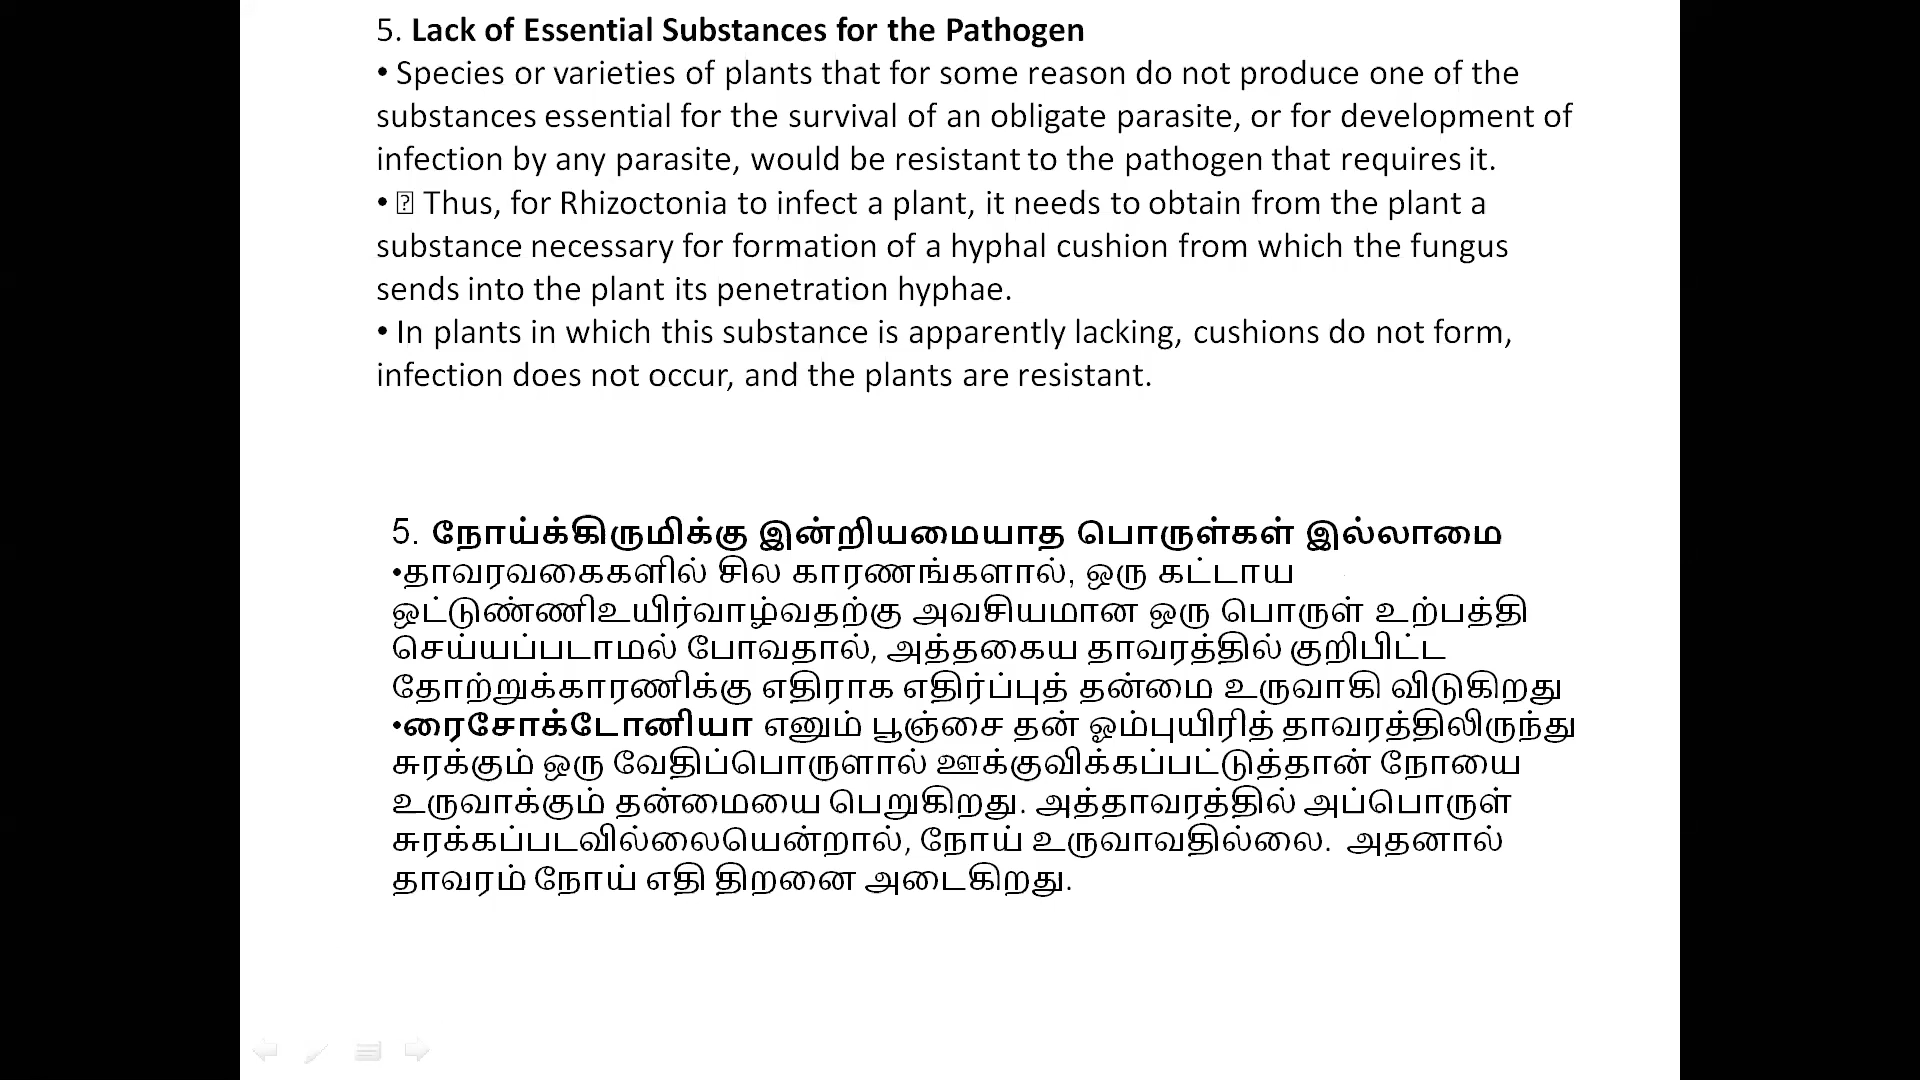 5. Lack of Essential Substances for the Pathogen
• Species or varieties of plants that for some reason do not produce one of the
substances essential for the survival of an obligate parasite, or for development of
infection by any parasite, would be resistant to the pathogen that requires it.
• ⍰ Thus, for Rhizoctonia to infect a plant, it needs to obtain from the plant a
substance necessary for formation of a hyphal cushion from which the fungus
sends into the plant its penetration hyphae.
• In plants in which this substance is apparently lacking, cushions do not form,
infection does not occur, and the plants are resistant.
5. நோய்க்கிருமிக்கு இன்றியமையாத பொருள்கள் இல்லாமை
•தாவரவகைகளில் சில காரணங்களால், ஒரு கட்டாய
ஒட்டுண்ணிஉயிர்வாழ்வதற்கு அவசியமான ஒரு பொருள் உற்பத்தி
செய்யப்படாமல் போவதால், அத்தகைய தாவரத்தில் குறிபிட்ட
தோற்றுக்காரணிக்கு எதிராக எதிர்ப்புத் தன்மை உருவாகி விடுகிறது
•ரைசோக்டோனியா எனும் பூஞ்சை தன் ஓம்புயிரித் தாவரத்திலிருந்து
சுரக்கும் ஒரு வேதிப்பொருளால் ஊக்குவிக்கப்பட்டுத்தான் நோயை
உருவாக்கும் தன்மையை பெறுகிறது. அத்தாவரத்தில் அப்பொருள்
சுரக்கப்படவில்லையென்றால், நோய் உருவாவதில்லை. அதனால்
தாவரம் நோய் எதி திறனை அடைகிறது.